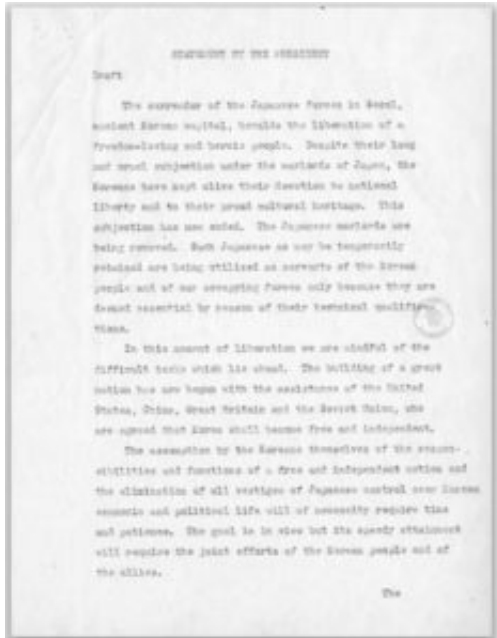 STATEMENT BY THE PRESIDENT
Draft
The surrender of the Japanese forces in Seoul,
ancient Korean capital, heralds the liberation of a
freedom-loving and heroic people. Despite their long
and cruel subjection under the warlords of Japan, the
Koreans have kept alive their devotion to national
liberty and to their proud cultural heritage. This
subjection has now ended. The Japanese warlords are
being removed. Such Japanese as may be temporarily
retained are being utilized as servants of the Korean
people and of our occupying forces only because they are
deemed essential by reason of their technical qualifica-
tions.
In this moment of liberation we are mindful of the
difficult tasks which lie ahead. The building of a great
nation has now begun with the assistance of the United
States, China, Great Britain and the Soviet Union, who
are agreed that Korea shall become free and independent.
The assumption by the Koreans themselves of the respon-
sibilities and functions of a free and independent nation and
the elimination of all vestiges of Japanese control over Korean
economic and political life will of necessity require time
and patience. The goal is in view but its speedy attainment
will require the joint efforts of the Korean people and of
the allies.
The